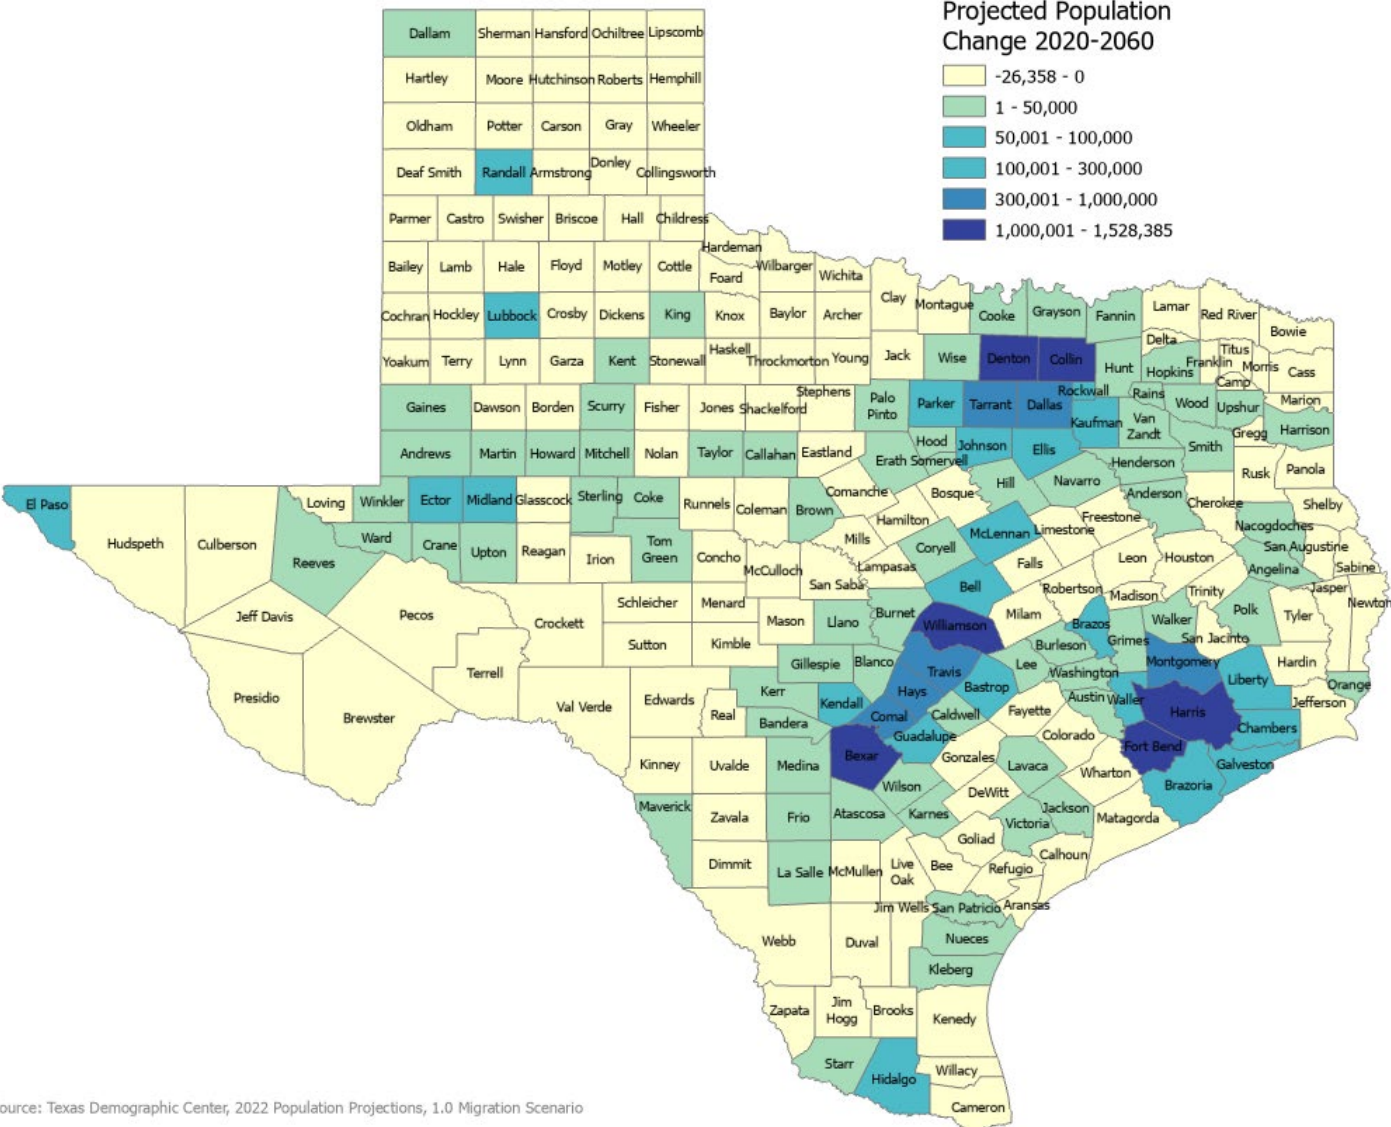 Projected Population
Change 2020-2060
-26,358 - 0
1 - 50,000
50,001 - 100,000
100,001 - 300,000
300,001 - 1,000,000
1,000,001 - 1,528,385
Dallam Sherman Hansford Ochiltree Lipscomb
Hartley Moore Hutchinson Roberts Hemphill
Oldham Potter Carson Gray Wheeler
Deaf Smith Randall Armstrong Donley Collingsworth
Parmer Castro Swisher Briscoe Hall Childress
Hardeman
Bailey Lamb Hale Floyd Motley Cottle Foard Wilbarger Wichita
Clay Montague Cooke Grayson Fannin Lamar Red River Bowie
Cochran Hockley Lubbock Crosby Dickens King Knox Baylor Archer
Delta Titus Franklin Morris Cass
Yoakum Terry Lynn Garza Kent Stonewall Haskell Throckmorton Young Jack Wise Denton Collin Hunt Hopkins Camp
Rockwall Rains Wood Upshur Marion
Gaines Dawson Borden Scurry Fisher Jones Shackelford Stephens Palo
Pinto Parker Tarrant Dallas Kaufman Van
Zandt Gregg Harrison
Andrews Martin Howard Mitchell Nolan Taylor Callahan Eastland Erath Hood Somervell Johnson Ellis Henderson Smith
Rusk Panola
El Paso Hudspeth Culberson Loving Winkler Ector Midland Glasscock Sterling Coke Runnels Coleman Brown Comanche Bosque Hill Navarro Anderson Cherokee Shelby
Hamilton McLennan Limestone Freestone Nacogdoches
Reeves Ward Crane Upton Reagan Irion Tom
Green Concho McCulloch Mills Lampasas Coryell Falls Leon Houston San Augustine Sabine
San Saba Angelina
Jeff Davis Pecos Crockett Schleicher Menard Mason Llano Burnet Bell Milam Robertson Madison Trinity Polk Tyler Jasper Newton
Williamson Brazos Walker
Sutton Kimble Gillespie Blanco Travis Lee Burleson Grimes San Jacinto Hardin
Washington Montgomery
Presidio Brewster Terrell Val Verde Edwards Real Kerr Kendall Hays Bastrop Austin Waller Liberty Orange
Bandera Comal Caldwell Fayette Harris Jefferson
Guadalupe Colorado Chambers
Kinney Uvalde Medina Bexar Gonzales Lavaca Fort Bend Galveston
Wilson Wharton Brazoria
Maverick Zavala Frio Atascosa Karnes DeWitt Jackson Matagorda
Victoria
Goliad
Dimmit La Salle McMullen Live
Oak Bee Refugio Calhoun
Jim Wells San Patricio Aransas
Webb Duval Nueces
Kleberg
Zapata Jim
Hogg Brooks Kenedy
Starr Hidalgo Willacy
Cameron
ource: Texas Demographic Center, 2022 Population Projections, 1.0 Migration Scenario